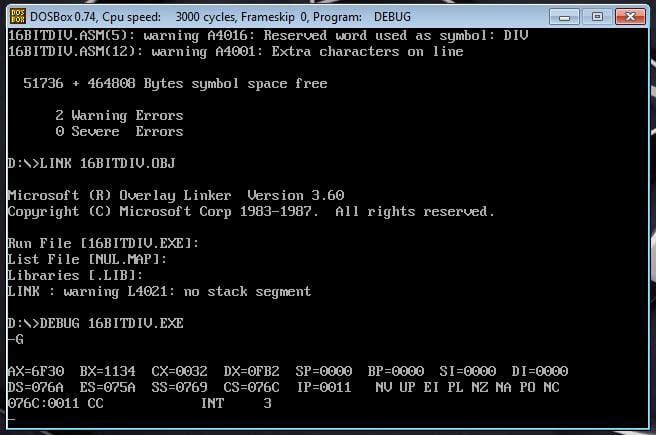 DOS BOX DOSBox 0.74, Cpu speed: 3000 cycles, Frameskip 0, Program: DEBUG
16BITDIV.ASM(5): warning A4016: Reserved word used as symbol: DIV
16BITDIV.ASM(12): warning A4001: Extra characters on line
51736 + 464808 Bytes symbol space free
2 Warning Errors
0 Severe Errors
D:\>LINK 16BITDIV.OBJ
Microsoft (R) Overlay Linker Version 3.60
Copyright (C) Microsoft Corp 1983-1987. All rights reserved.
Run File [16BITDIV.EXE]:
List File [NUL.MAP]:
Libraries [.LIB]:
LINK : warning L4021: no stack segment
D:\>DEBUG 16BITDIV.EXE
-G
AX=6F30 BX=1134 CX=0032 DX=0FB2 SP=0000 BP=0000 SI=0000 DI=0000
DS=076A ES=075A SS=0769 CS=076C IP=0011 NV UP EI PL NZ NA PO NC
076C:0011 CC INT 3
-